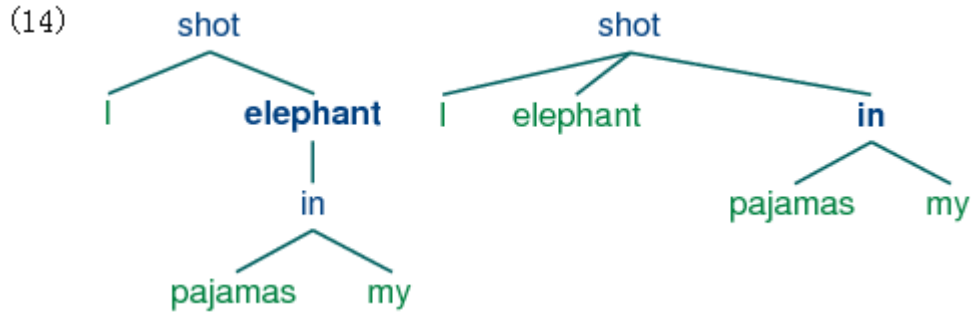 (14) shot shot
I elephant I elephant in
in pajamas my
pajamas my